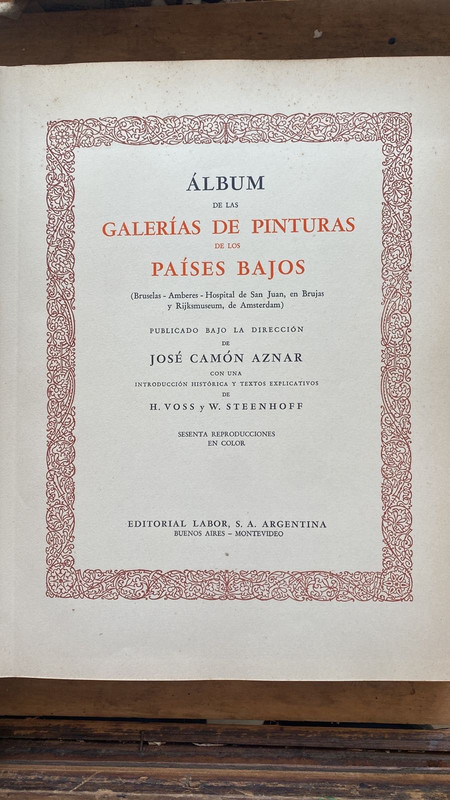 ÁLBUM
DE LAS
GALERÍAS DE PINTURAS
DE LOS
PAÍSES BAJOS
(Bruselas - Amberes - Hospital de San Juan, en Brujas
y Rijksmuseum, de Amsterdam)
PUBLICADO BAJO LA DIRECCIÓN
DE
JOSÉ CAMÓN AZNAR
CON UNA
INTRODUCCIÓN HISTÓRICA Y TEXTOS EXPLICATIVOS
DE
H. VOSS y W. STEENHOFF
SESENTA REPRODUCCIONES
EN COLOR
EDITORIAL LABOR, S. A. ARGENTINA
BUENOS AIRES – MONTEVIDEO